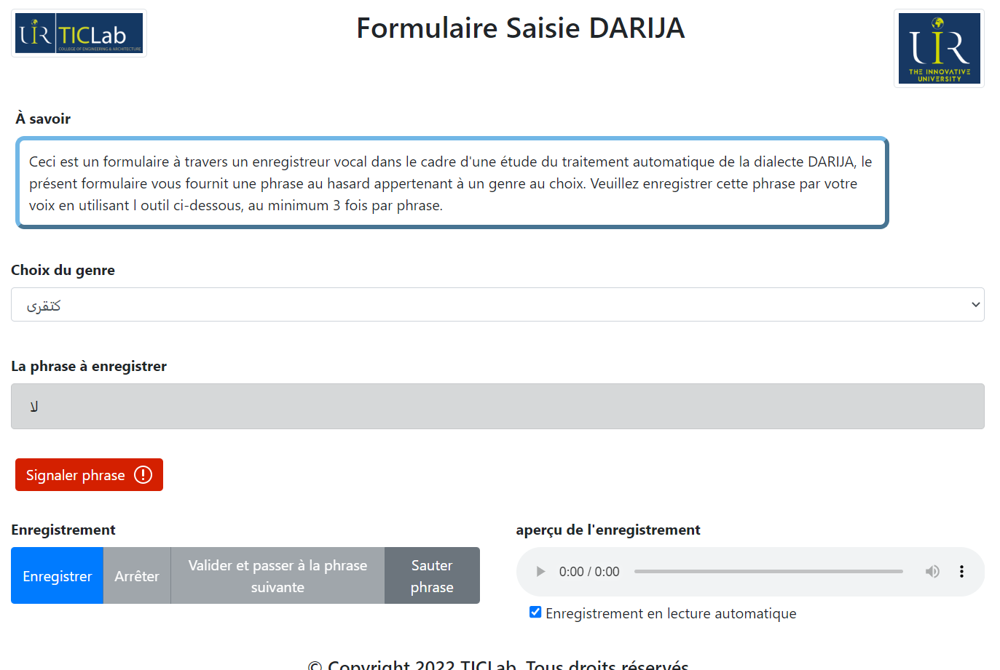 UIR TICLab
COLLEGE OF ENGINEERING & ARCHITECTURE
Formulaire Saisie DARIJA
UIR
THE INNOVATIVE
UNIVERSITY
À savoir
Ceci est un formulaire à travers un enregistreur vocal dans le cadre d'une étude du traitement automatique de la dialecte DARIJA, le
présent formulaire vous fournit une phrase au hasard appertenant à un genre au choix. Veuillez enregistrer cette phrase par votre
voix en utilisant l outil ci-dessous, au minimum 3 fois par phrase.
Choix du genre
كتقرى
La phrase à enregistrer
لا
Signaler phrase
Enregistrement
Enregistrer
Arrêter
Valider et passer à la phrase
suivante
Sauter
phrase
aperçu de l'enregistrement
0:00 / 0:00
Enregistrement en lecture automatique
© Copyright 2022 TICLab. Tous droits réservés